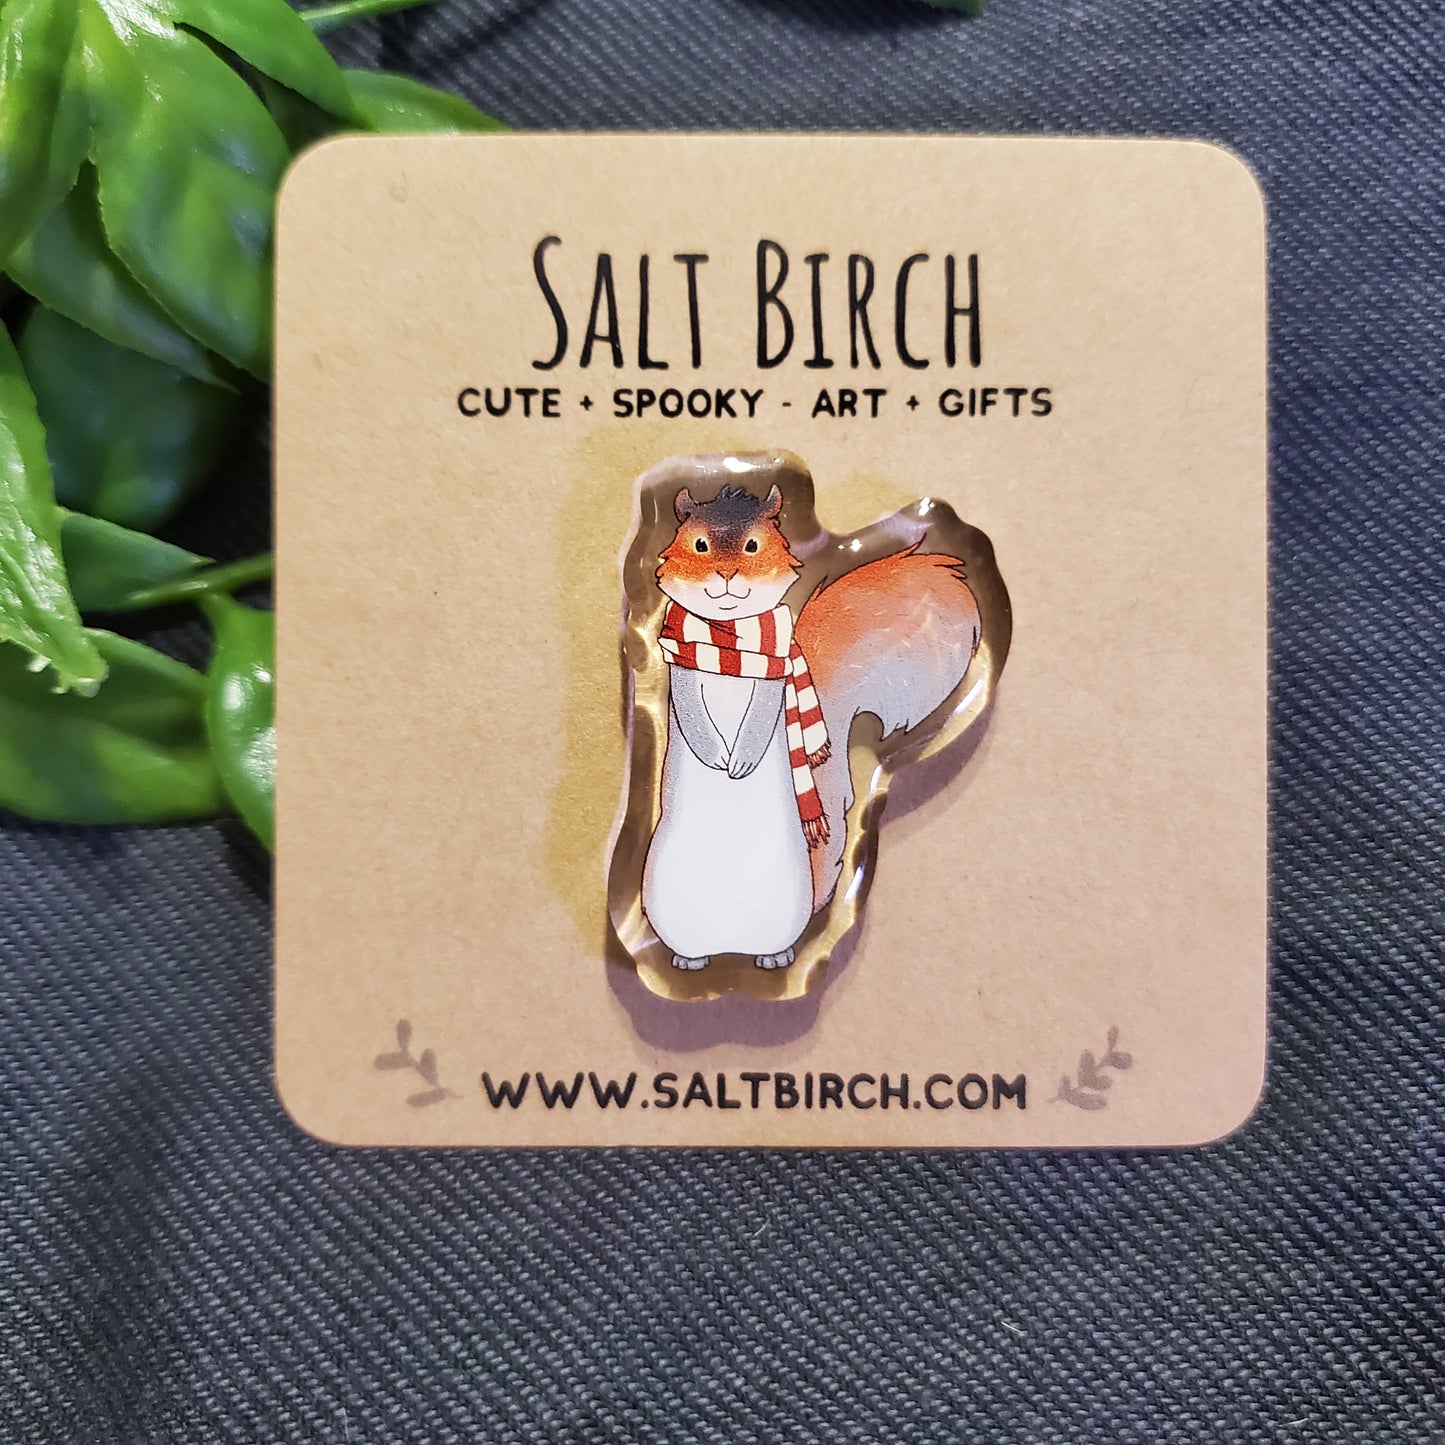 SALT BIRCH
CUTE + SPOOKY - ART + GIFTS
WWW.SALTBIRCH.COM